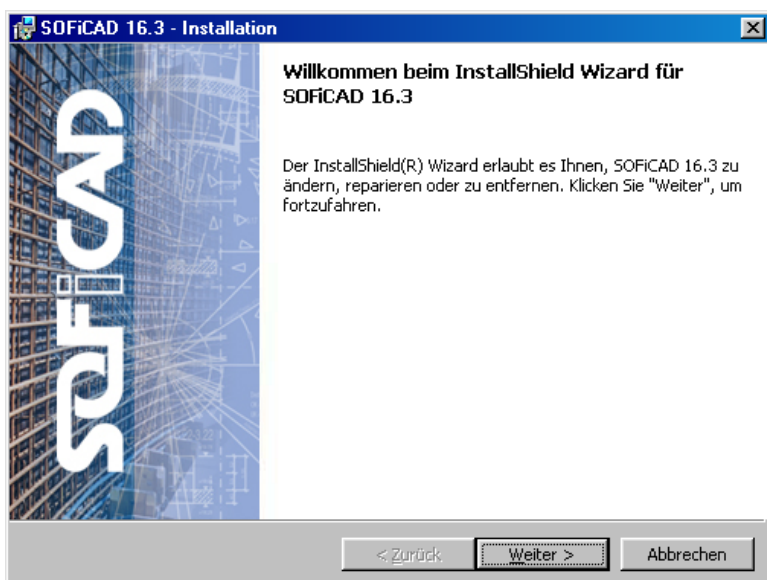 SOFiCAD 16.3 - Installation
SOFiCAD
Willkommen beim InstallShield Wizard für
SOFiCAD 16.3
Der InstallShield(R) Wizard erlaubt es Ihnen, SOFiCAD 16.3 zu
ändern, reparieren oder zu entfernen. Klicken Sie "Weiter", um
fortzufahren.
< Zurück
Weiter >
Abbrechen